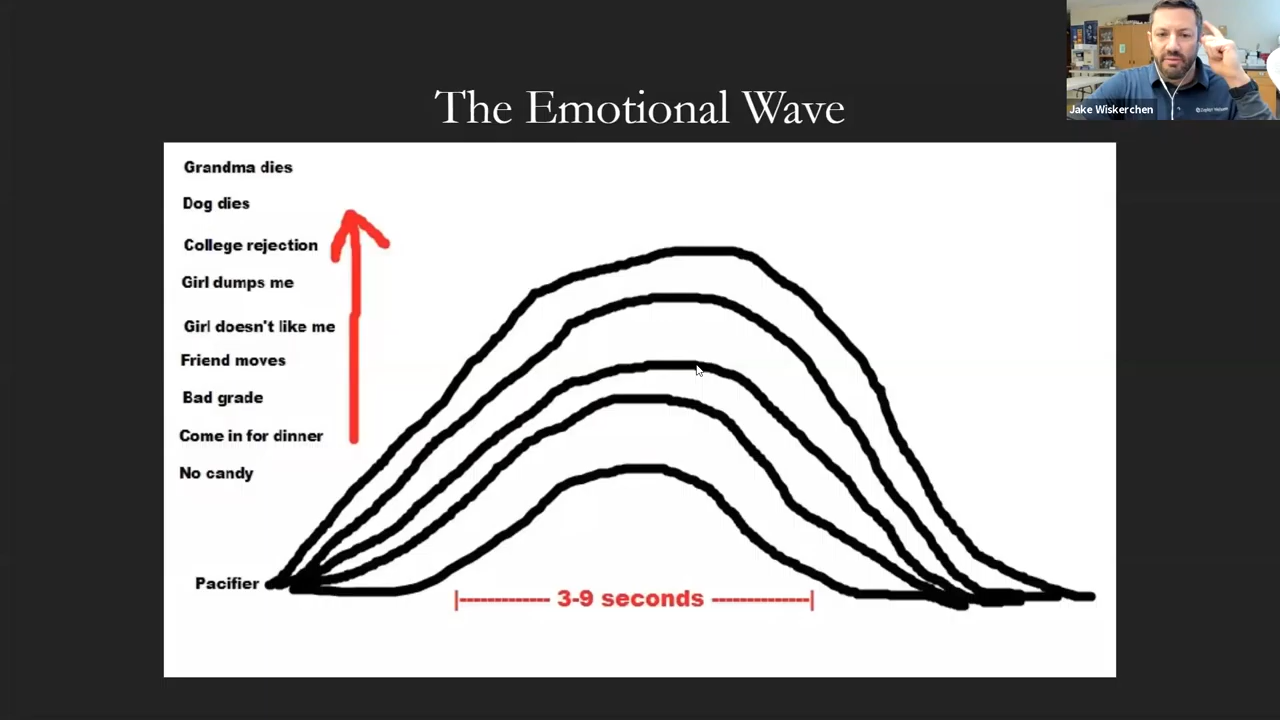 The Emotional Wave
Jake Wiskerchen
Grandma dies
Dog dies
College rejection
Girl dumps me
Girl doesn't like me
Friend moves
Bad grade
Come in for dinner
No candy
Pacifier
|------------- 3-9 seconds --------------|